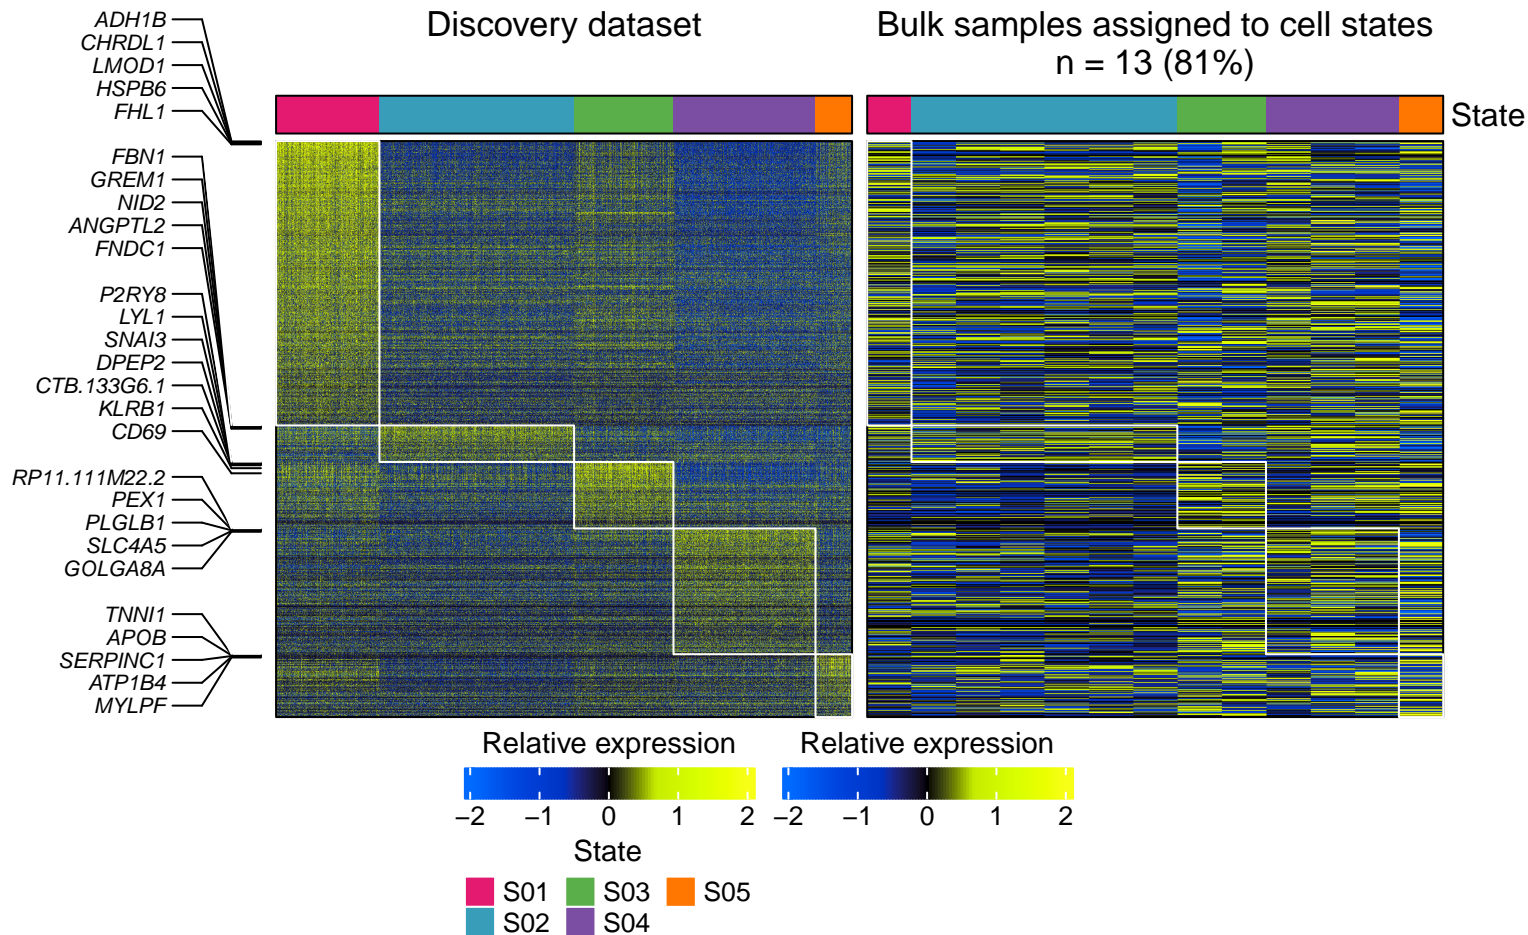 Discovery dataset
Bulk samples assigned to cell states
n = 13 (81%)
State
ADH1B
CHRDL1
LMOD1
HSPB6
FHL1
FBN1
GREM1
NID2
ANGPTL2
FNDC1
P2RY8
LYL1
SNAI3
DPEP2
CTB.133G6.1
KLRB1
CD69
RP11.111M22.2
PEX1
PLGLB1
SLC4A5
GOLGA8A
TNNI1
APOB
SERPINC1
ATP1B4
MYLPF
Relative expression
−2 −1 0 1 2
Relative expression
−2 −1 0 1 2
State
S01 S03 S05
S02 S04